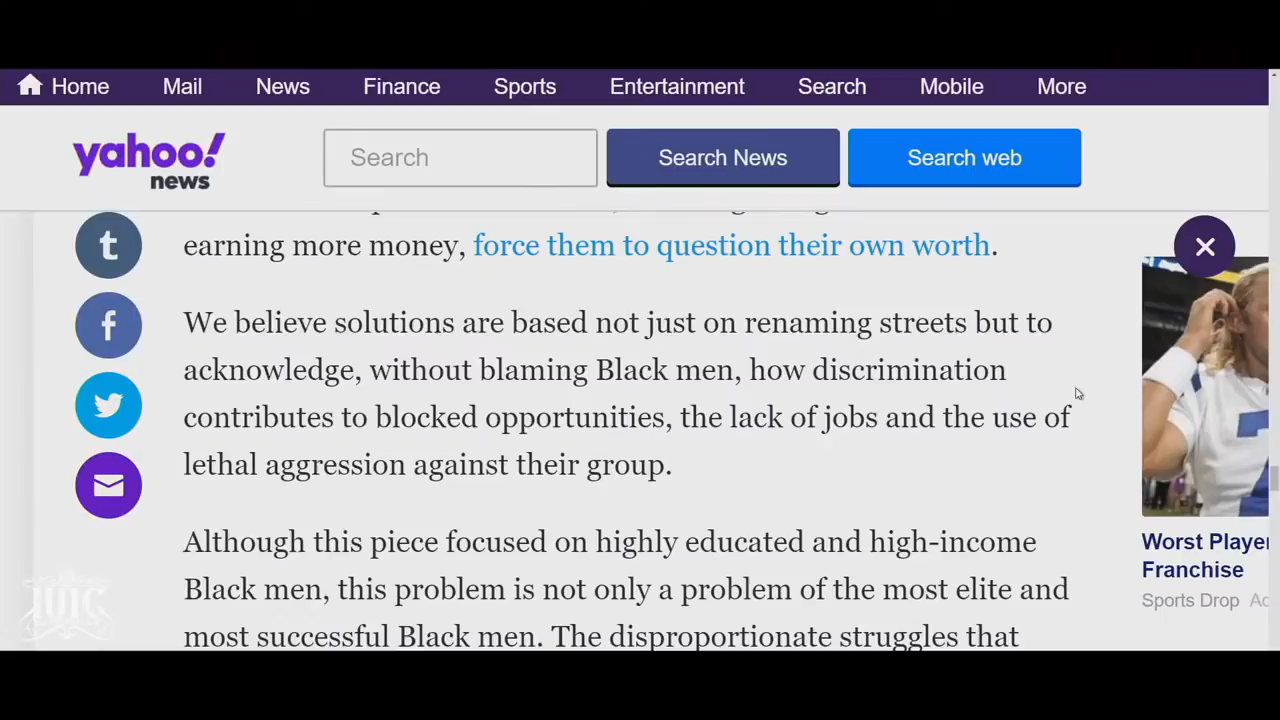 Home Mail News Finance Sports Entertainment Search Mobile More
yahoo!
news
Search
Search News
Search web
t
f
earning more money, force them to question their own worth.
We believe solutions are based not just on renaming streets but to
acknowledge, without blaming Black men, how discrimination
contributes to blocked opportunities, the lack of jobs and the use of
lethal aggression against their group.
Although this piece focused on highly educated and high-income
Black men, this problem is not only a problem of the most elite and
most successful Black men. The disproportionate struggles that
Worst Player
Franchise
Sports Drop
IUIC